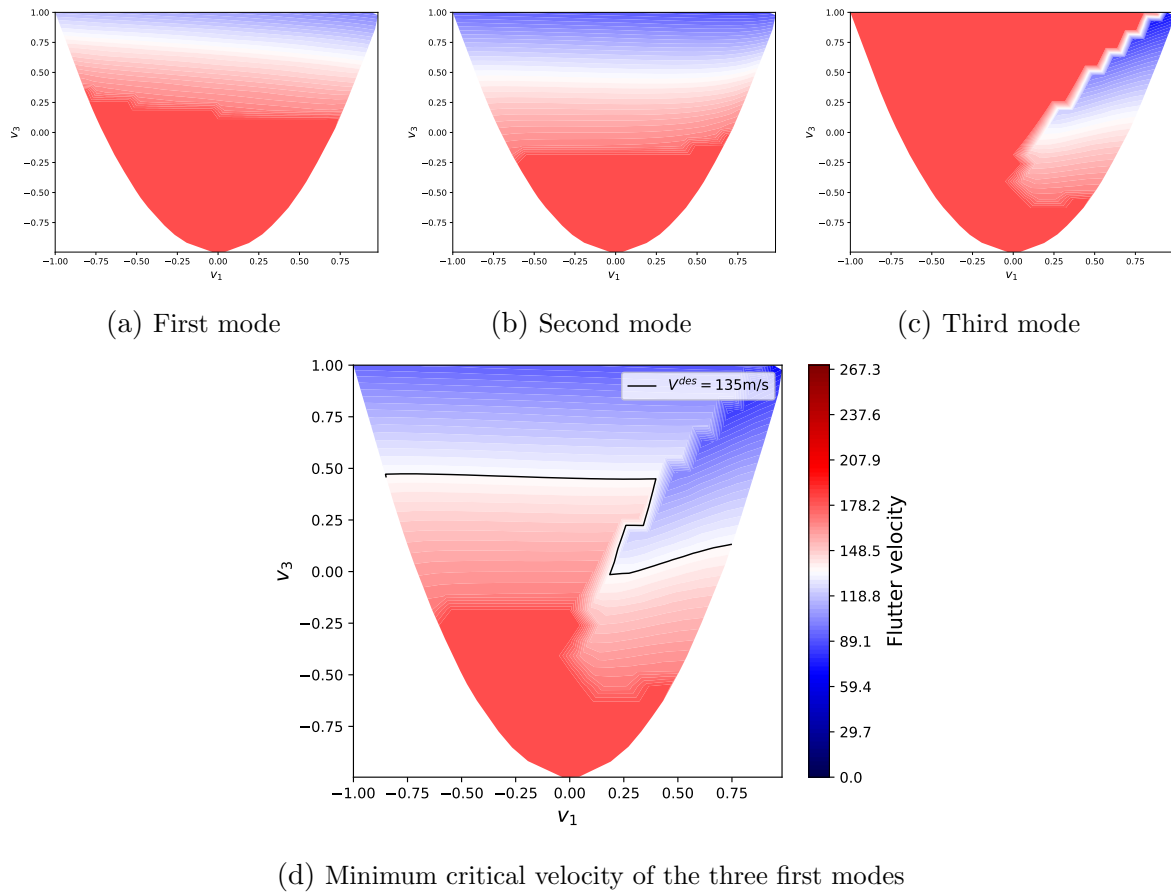 1.00
0.75
0.50
0.25
0.00
−0.25
−0.50
−0.75
v3
−1.00 −0.75 −0.50 −0.25 0.00 0.25 0.50 0.75
v1
(a) First mode
1.00
0.75
0.50
0.25
0.00
−0.25
−0.50
−0.75
v3
−1.00 −0.75 −0.50 −0.25 0.00 0.25 0.50 0.75
v1
(b) Second mode
1.00
0.75
0.50
0.25
0.00
−0.25
−0.50
−0.75
v3
−1.00 −0.75 −0.50 −0.25 0.00 0.25 0.50 0.75
v1
(c) Third mode
1.00
0.75
0.50
0.25
0.00
−0.25
−0.50
−0.75
v3
−1.00 −0.75 −0.50 −0.25 0.00 0.25 0.50 0.75
v1
V^des = 135m/s
267.3
237.6
207.9
178.2
148.5
118.8
89.1
59.4
29.7
0.0
Flutter velocity
(d) Minimum critical velocity of the three first modes